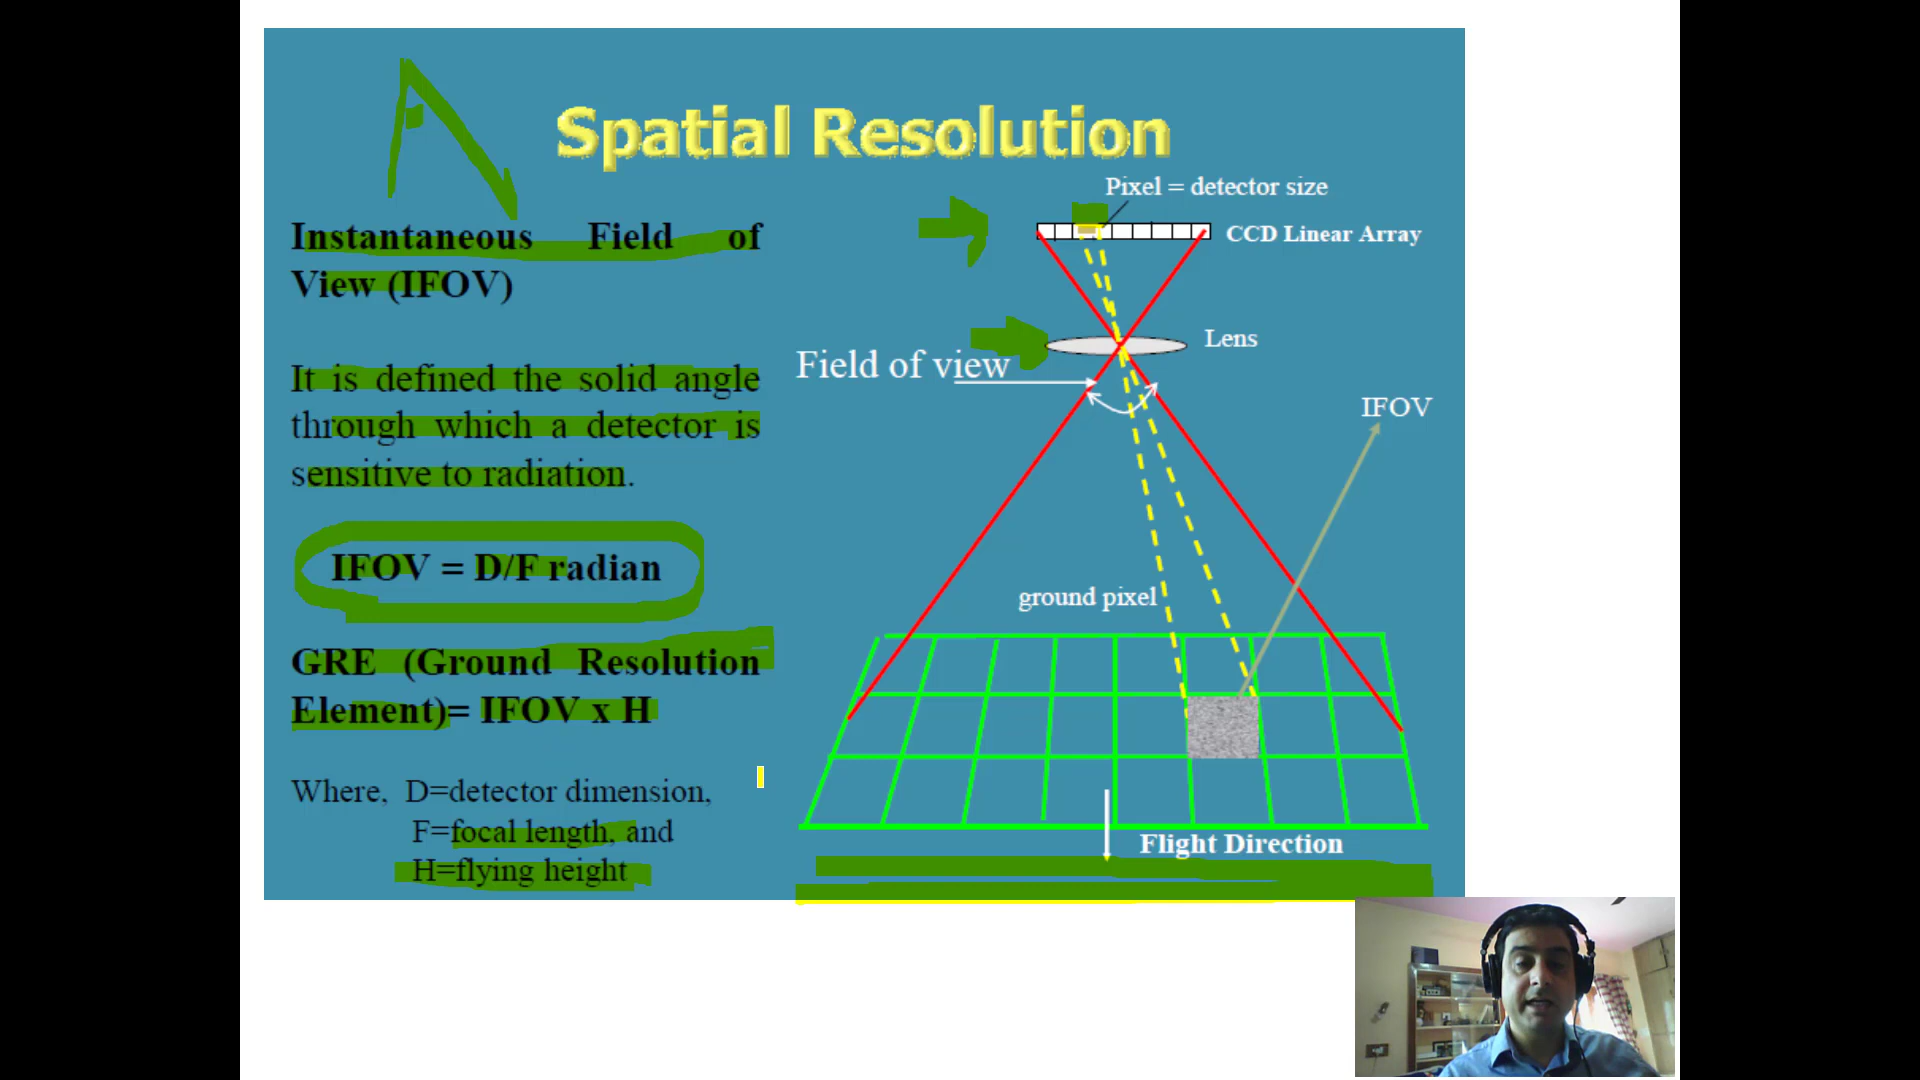 Spatial Resolution
Instantaneous Field of
View (IFOV)
It is defined the solid angle
through which a detector is
sensitive to radiation.
IFOV = D/F radian
GRE (Ground Resolution
Element)= IFOV x H
Where, D=detector dimension,
F=focal length, and
H=flying height
Pixel = detector size
CCD Linear Array
Lens
Field of view
IFOV
ground pixel
Flight Direction